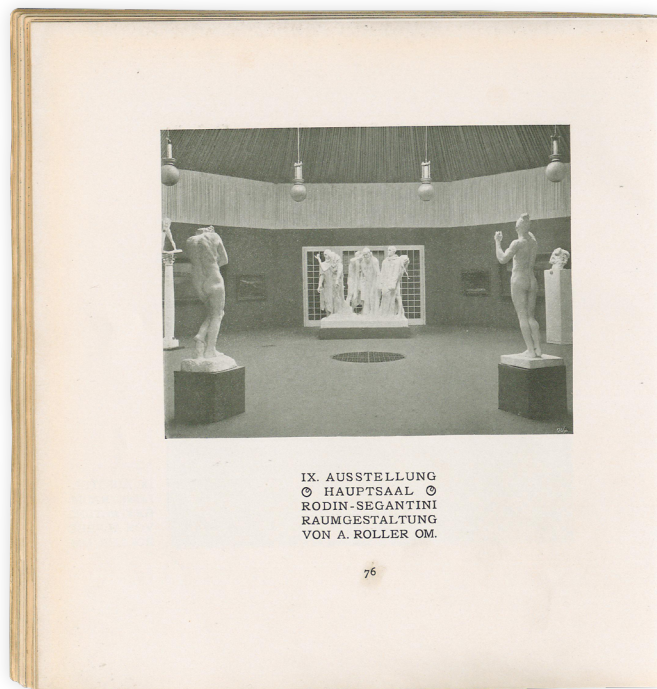 IX. AUSSTELLUNG
HAUPTSAAL
RODIN-SEGANTINI
RAUMGESTALTUNG
VON A. ROLLER OM.
76